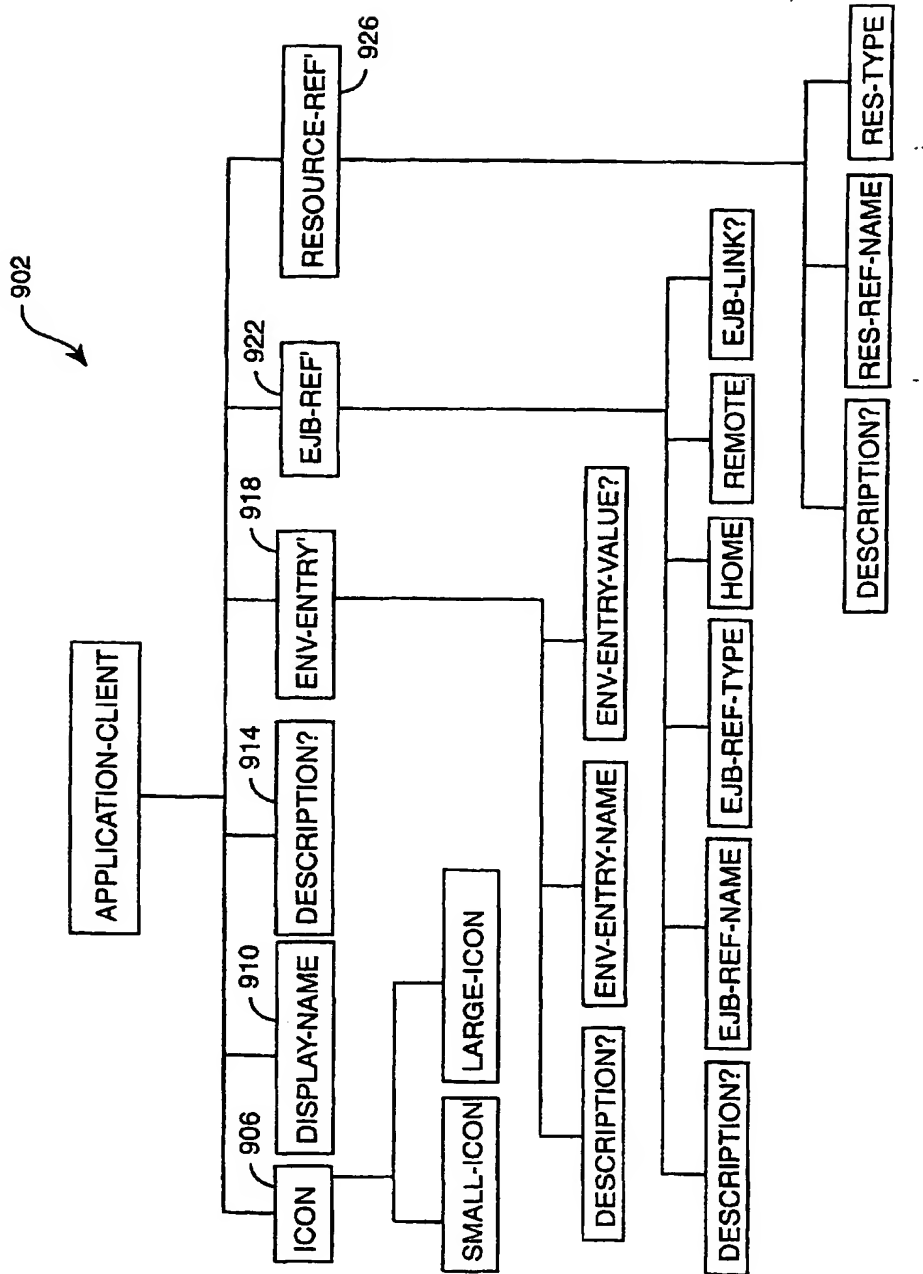 902
APPLICATION-CLIENT
906
910
914
918
922
926
ICON
DISPLAY-NAME
DESCRIPTION?
ENV-ENTRY'
EJB-REF'
RESOURCE-REF'
SMALL-ICON
LARGE-ICON
DESCRIPTION?
ENV-ENTRY-NAME
ENV-ENTRY-VALUE?
DESCRIPTION?
EJB-REF-NAME
EJB-REF-TYPE
HOME
REMOTE
EJB-LINK?
DESCRIPTION?
RES-REF-NAME
RES-TYPE